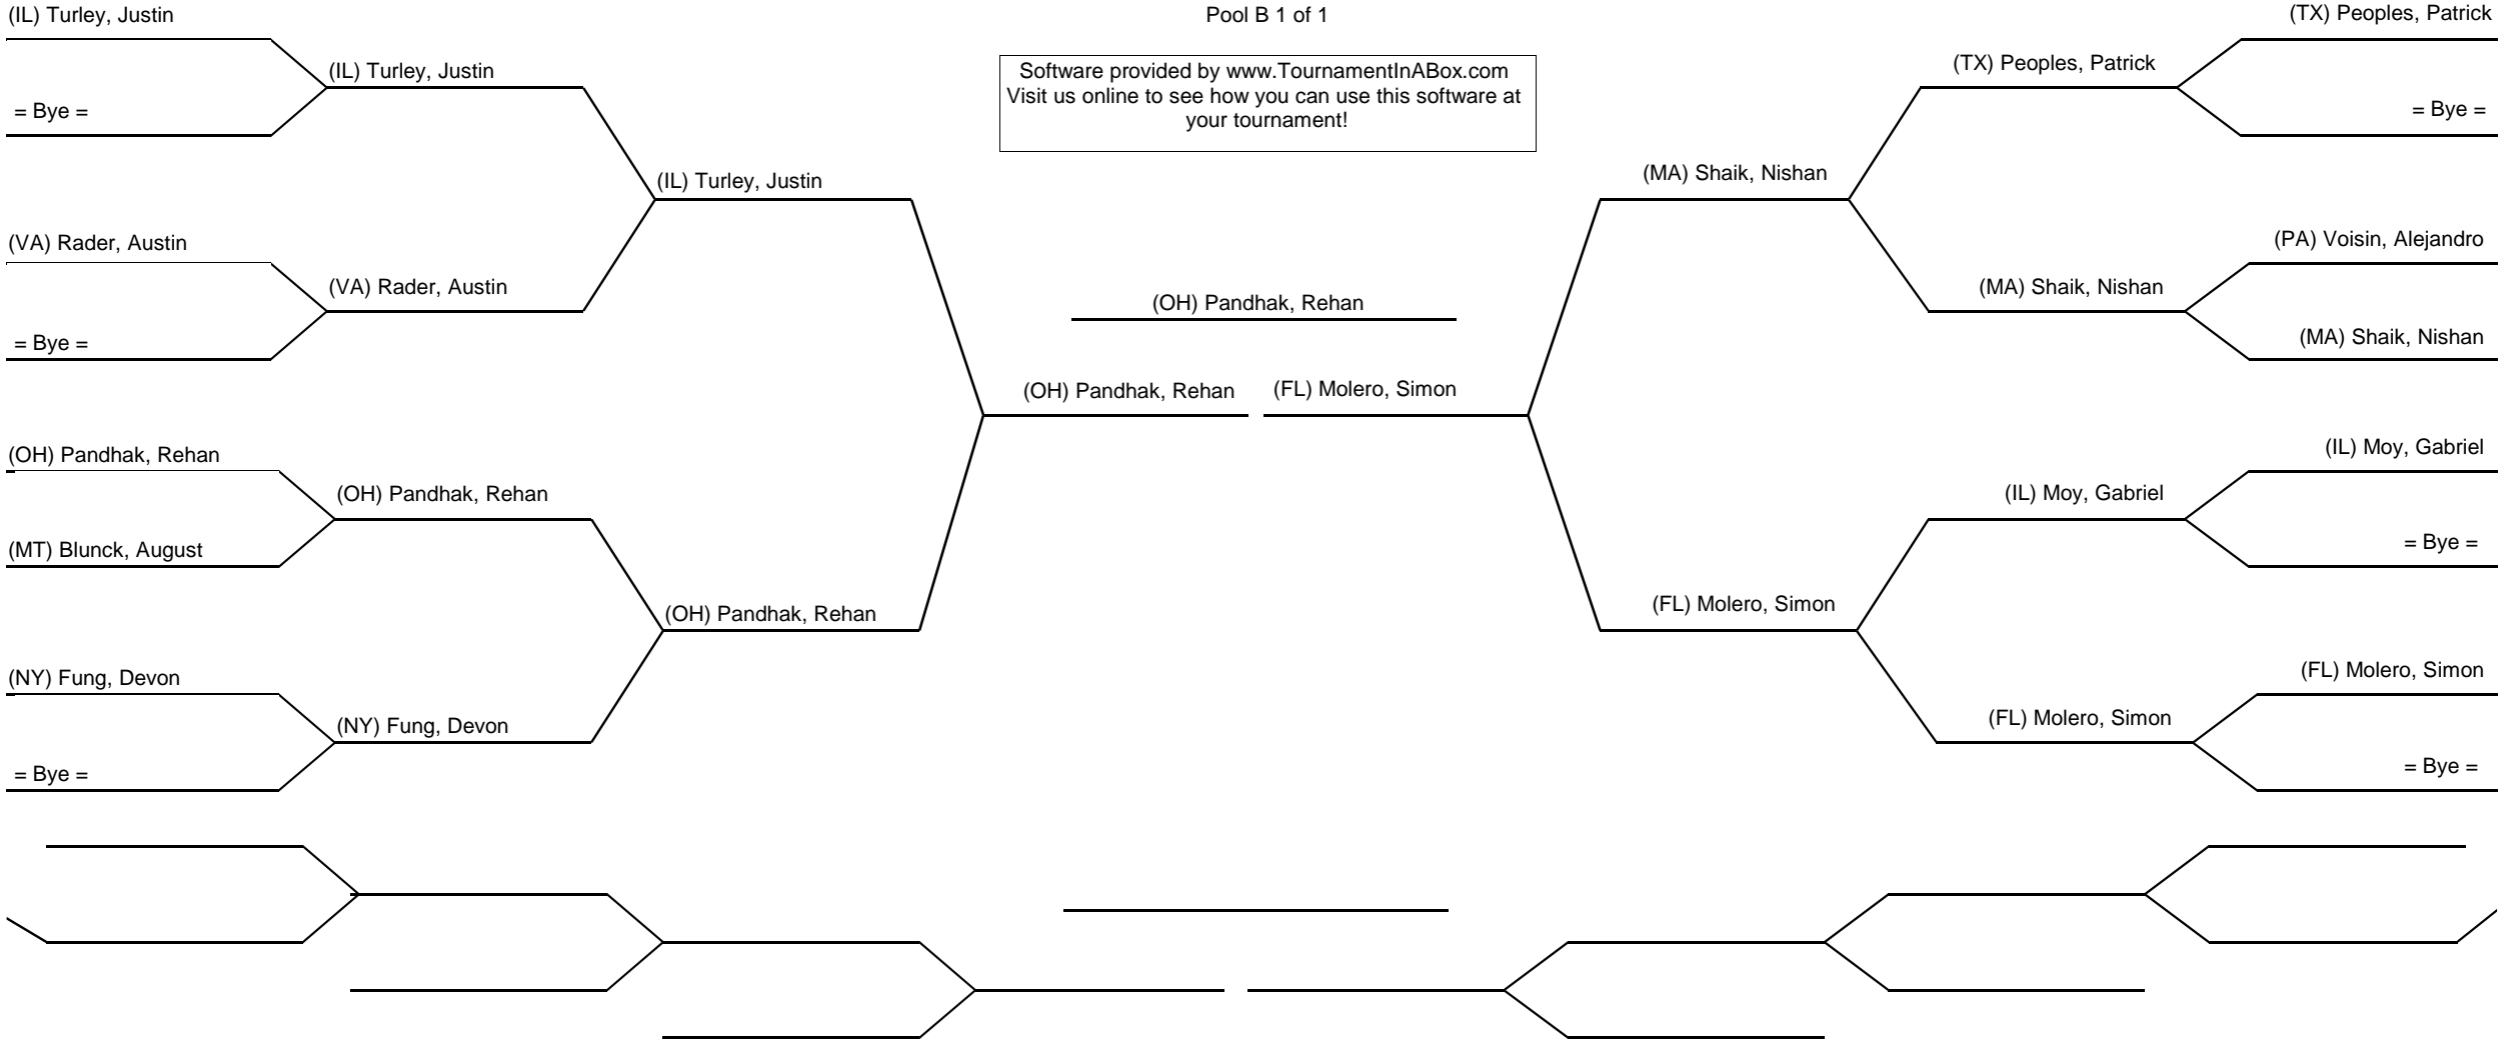 Pool B 1 of 1
Software provided by www.TournamentInABox.com
Visit us online to see how you can use this software at
your tournament!
(IL) Turley, Justin
= Bye =
(VA) Rader, Austin
= Bye =
(OH) Pandhak, Rehan
(MT) Blunck, August
(NY) Fung, Devon
= Bye =
(IL) Turley, Justin
(VA) Rader, Austin
(OH) Pandhak, Rehan
(NY) Fung, Devon
(IL) Turley, Justin
(OH) Pandhak, Rehan
(OH) Pandhak, Rehan
(OH) Pandhak, Rehan
(FL) Molero, Simon
(MA) Shaik, Nishan
(FL) Molero, Simon
(TX) Peoples, Patrick
(MA) Shaik, Nishan
(IL) Moy, Gabriel
(FL) Molero, Simon
(TX) Peoples, Patrick
= Bye =
(PA) Voisin, Alejandro
(MA) Shaik, Nishan
(IL) Moy, Gabriel
= Bye =
(FL) Molero, Simon
= Bye =